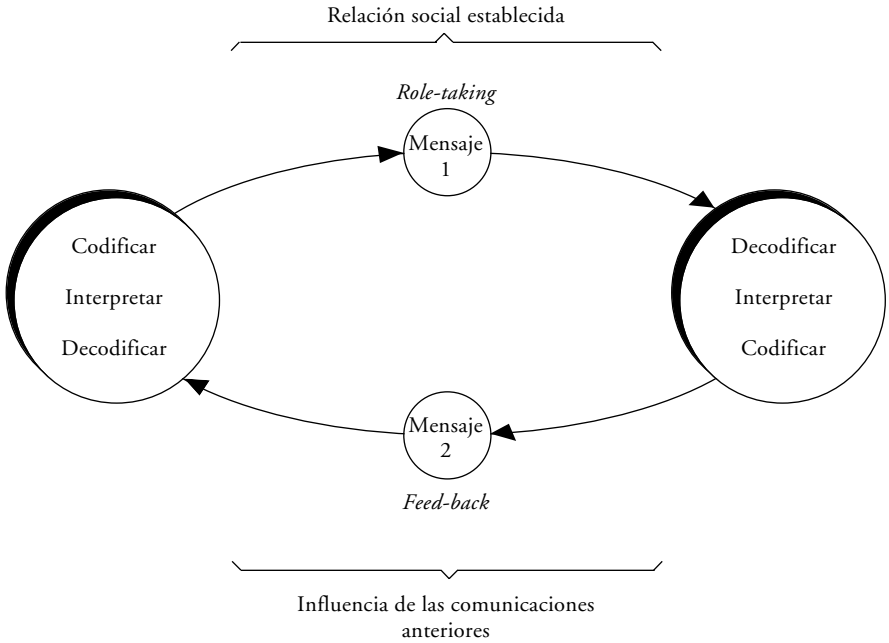 Relación social establecida
Role-taking
Mensaje
1
Codificar
Interpretar
Decodificar
Decodificar
Interpretar
Codificar
Mensaje
2
Feed-back
Influencia de las comunicaciones
anteriores